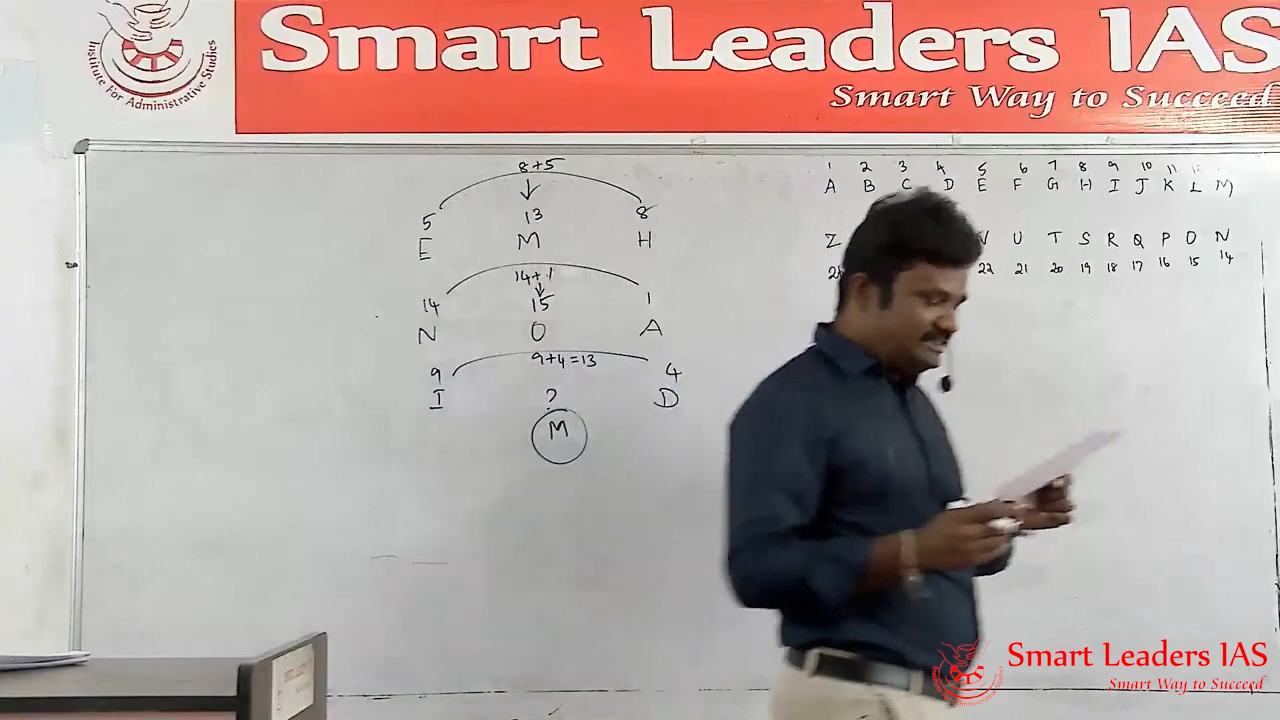 Smart Leaders IAS
Smart Way to Succeed
Institute For Administrative Studies
8+5
5 13 8
E M H
14+1
14 15 1
N O A
9+4=13
9 4
I ? D
M
1 2 3 4 5 6 7 8 9 10 11
A B C D E F G H I J K L M
Z U T S R Q P O N
22 21 20 19 18 17 16 15 14
Smart Leaders IAS
Smart Way to Succeed